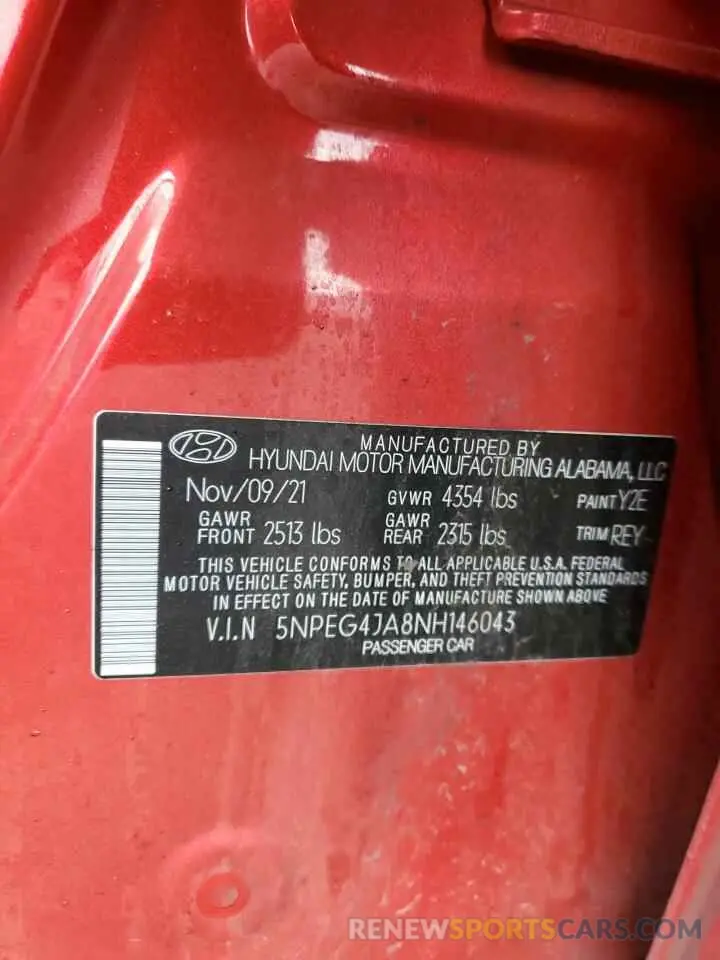 MANUFACTURED BY
HYUNDAI MOTOR MANUFACTURING ALABAMA, LLC
Nov/09/21 GVWR 4354 lbs PAINT Y2E
GAWR FRONT 2513 lbs GAWR REAR 2315 lbs TRIM REY
THIS VEHICLE CONFORMS TO ALL APPLICABLE U.S.A. FEDERAL
MOTOR VEHICLE SAFETY, BUMPER, AND THEFT PREVENTION STANDARDS
IN EFFECT ON THE DATE OF MANUFACTURE SHOWN ABOVE
V.I.N 5NPEG4JA8NH146043
PASSENGER CAR
RENEWSPORTSCARS.COM